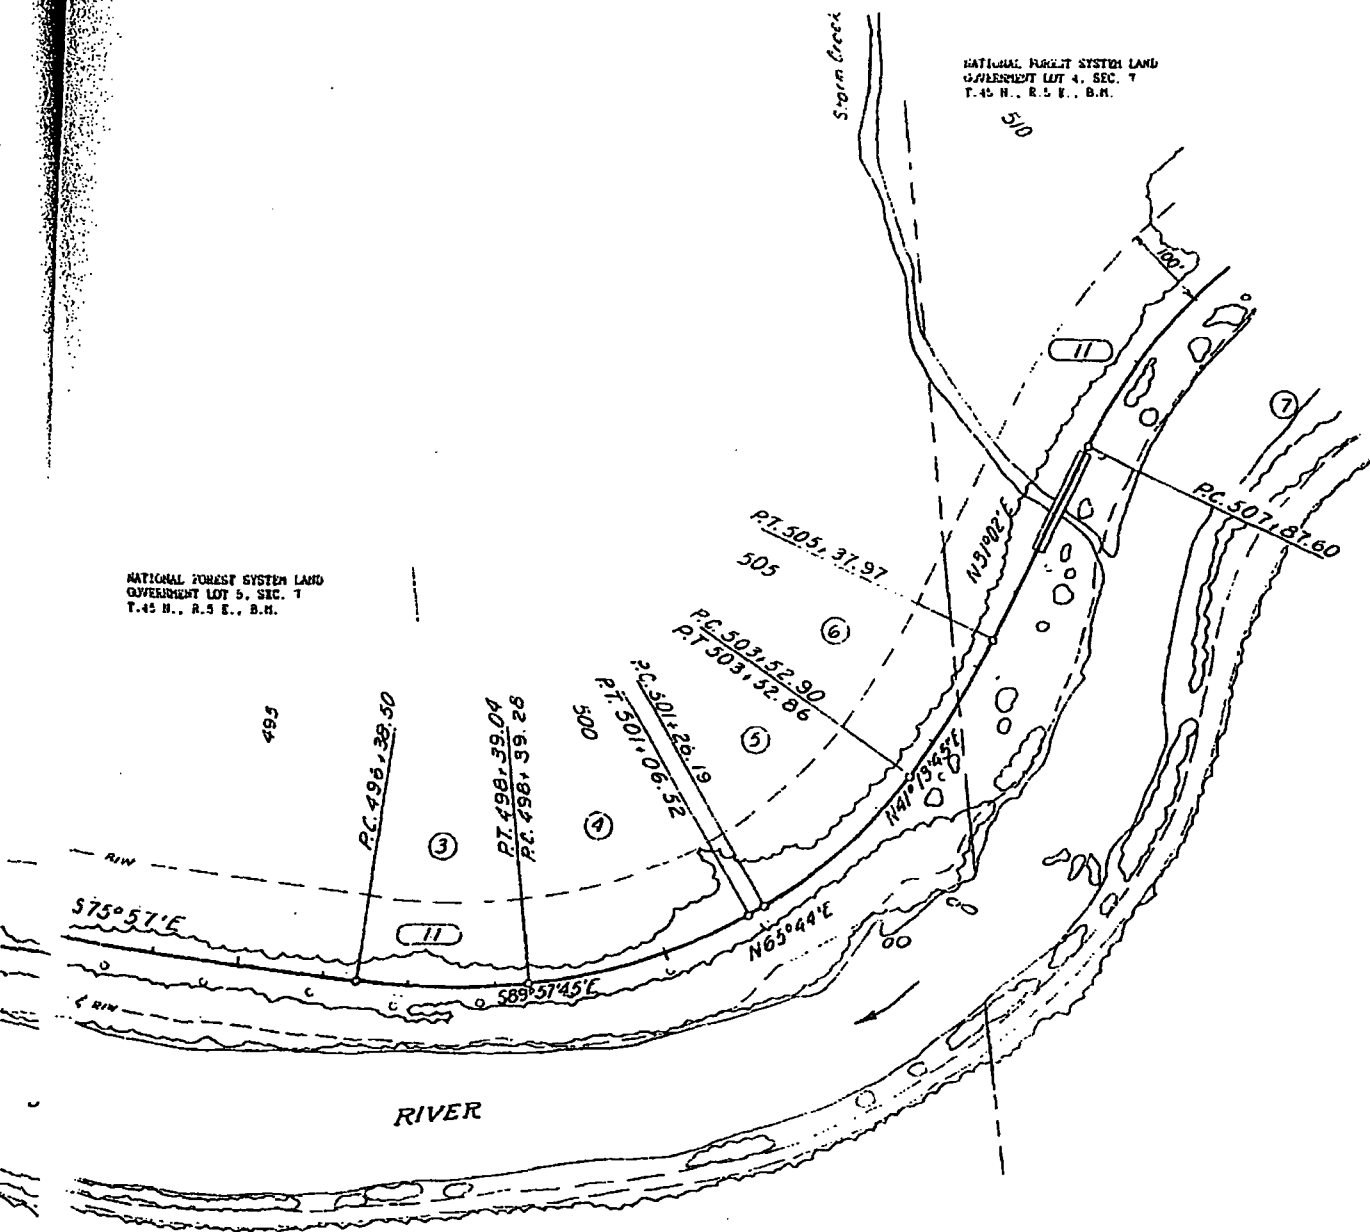 Storm Creek
NATIONAL FOREST SYSTEM LAND
GOVERNMENT LOT 4, SEC. 7
T.45 N., R.5 E., B.M.
510
100'
11
7
P.C. 507+87.60
N31°02'E
P.T. 505+37.97
505
6
P.C. 503+52.90
P.T. 503+52.86
NATIONAL FOREST SYSTEM LAND
GOVERNMENT LOT 5, SEC. 7
T.45 N., R.5 E., B.M.
P.C. 501+26.19
P.T. 501+06.52
500
5
495
P.C. 496+38.50
P.T. 498+39.04
P.C. 498+39.28
4
3
N41°13'45"E
R/W
S75°57'E
11
N65°44'E
S89°57'45"E
R/W
RIVER